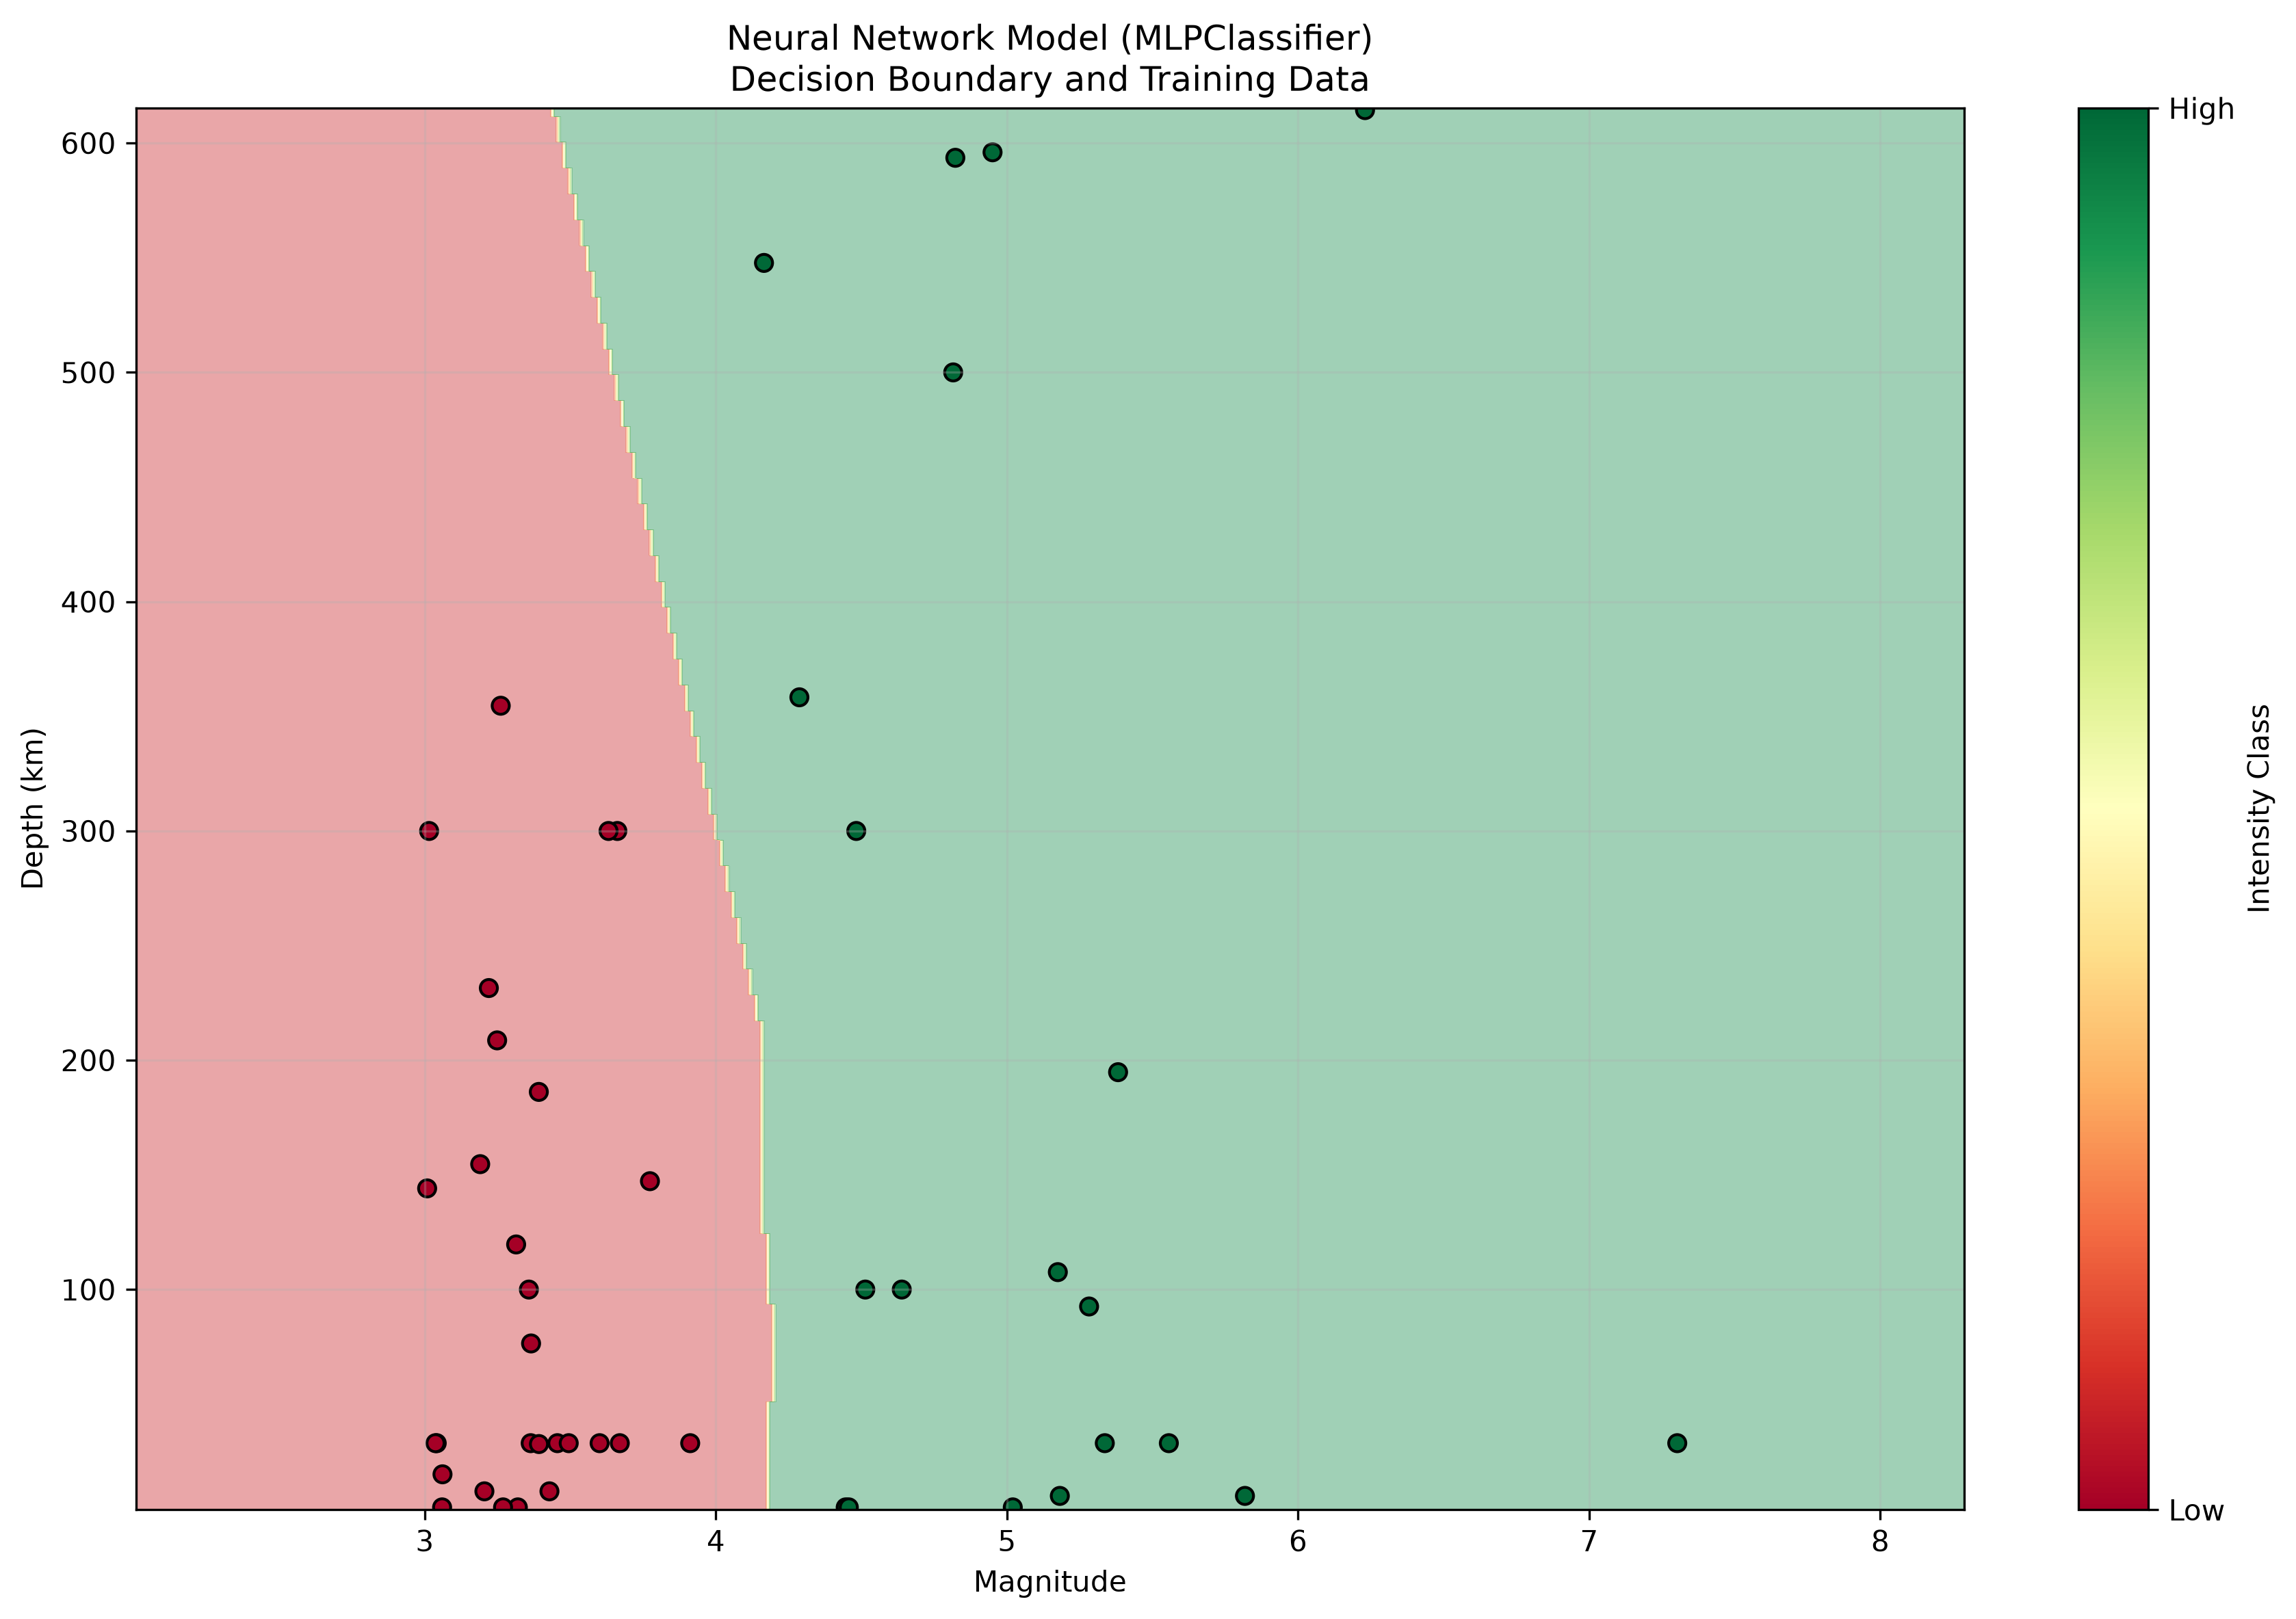 Neural Network Model (MLPClassifier)
Decision Boundary and Training Data
High
600
500
400
300
200
100
Depth (km)
Intensity Class
Low
3 4 5 6 7 8
Magnitude